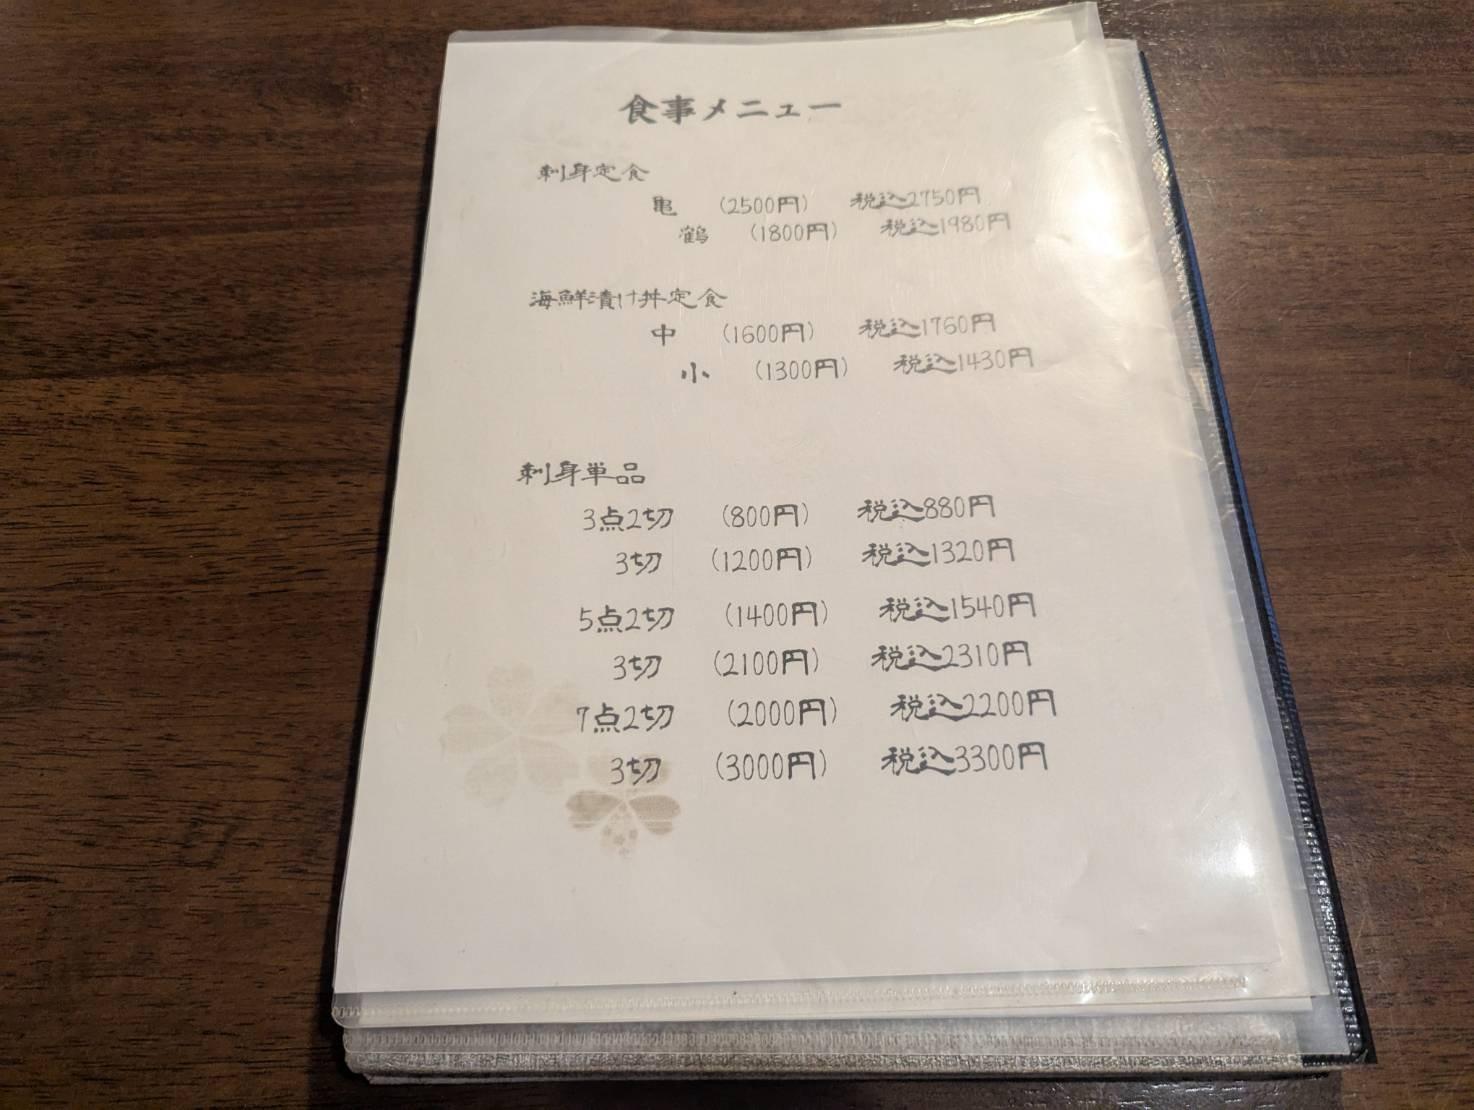 食事メニュー
刺身定食
亀 (2500円) 税込2750円
鶴 (1800円) 税込1980円
海鮮漬け丼定食
中 (1600円) 税込1760円
小 (1300円) 税込1430円
刺身単品
3点2切 (800円) 税込880円
3切 (1200円) 税込1320円
5点2切 (1400円) 税込1540円
3切 (2100円) 税込2310円
7点2切 (2000円) 税込2200円
3切 (3000円) 税込3300円